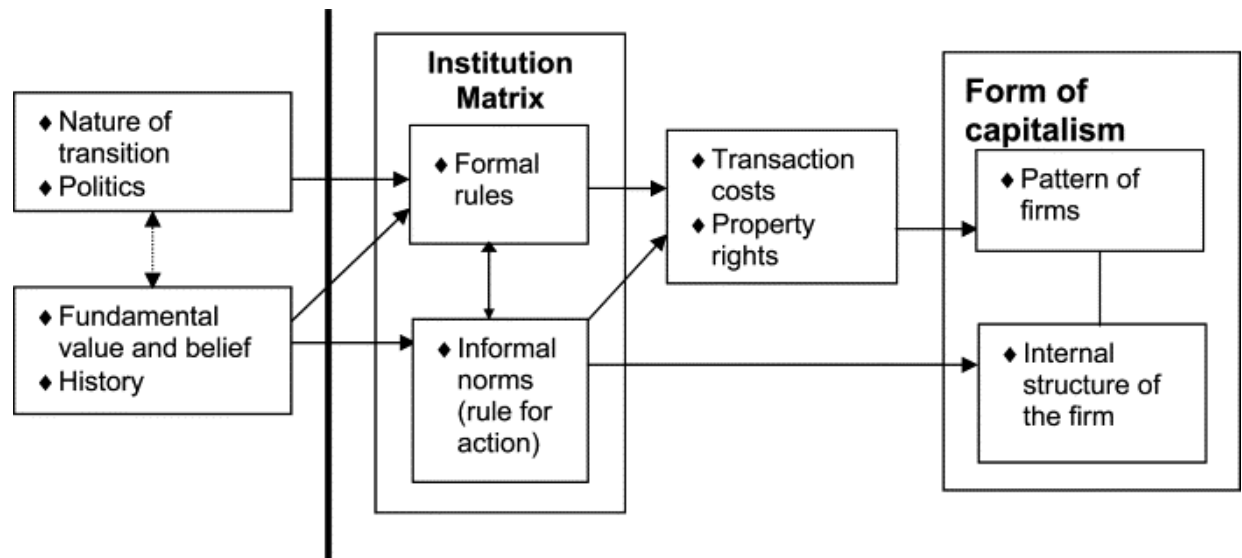 ♦ Nature of
transition
♦ Politics
♦ Fundamental
value and belief
♦ History
Institution
Matrix
♦ Formal
rules
♦ Informal
norms
(rule for
action)
♦ Transaction
costs
♦ Property
rights
Form of
capitalism
♦ Pattern of
firms
♦ Internal
structure of
the firm